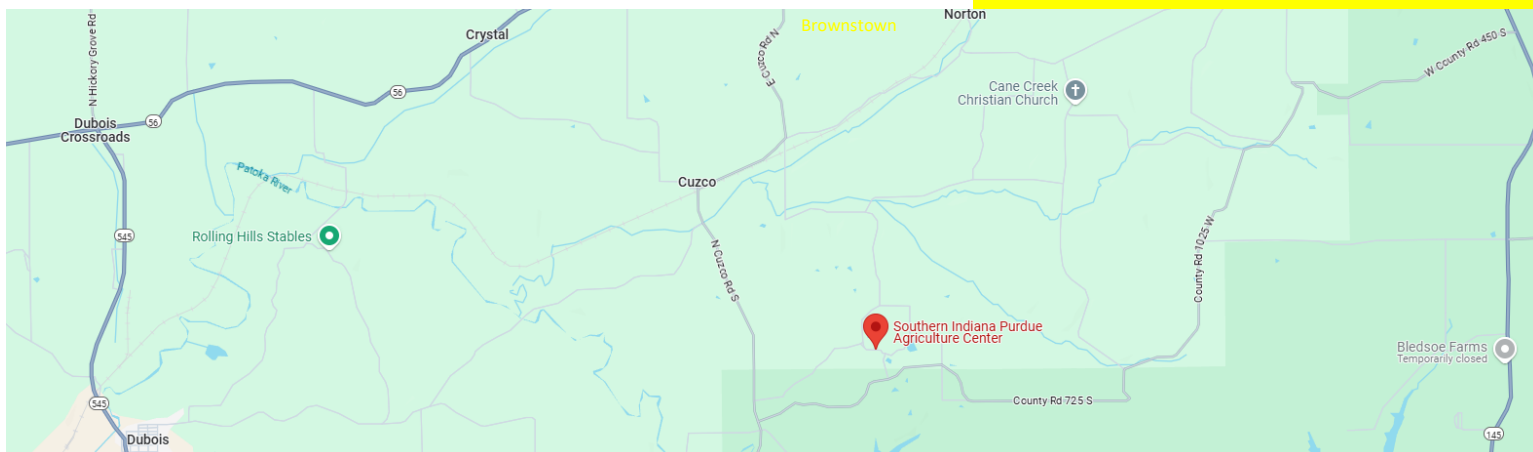 Norton
Brownstown
Crystal
N Hickory Grove Rd
E Cuzco Rd N
W County Rd 450 S
56
Cane Creek
Christian Church
56
Dubois
Crossroads
Patoka River
Cuzco
545
Rolling Hills Stables
N Cuzco Rd S
County Rd 1025 W
Southern Indiana Purdue
Agriculture Center
Bledsoe Farms
Temporarily closed
545
County Rd 725 S
Dubois
145